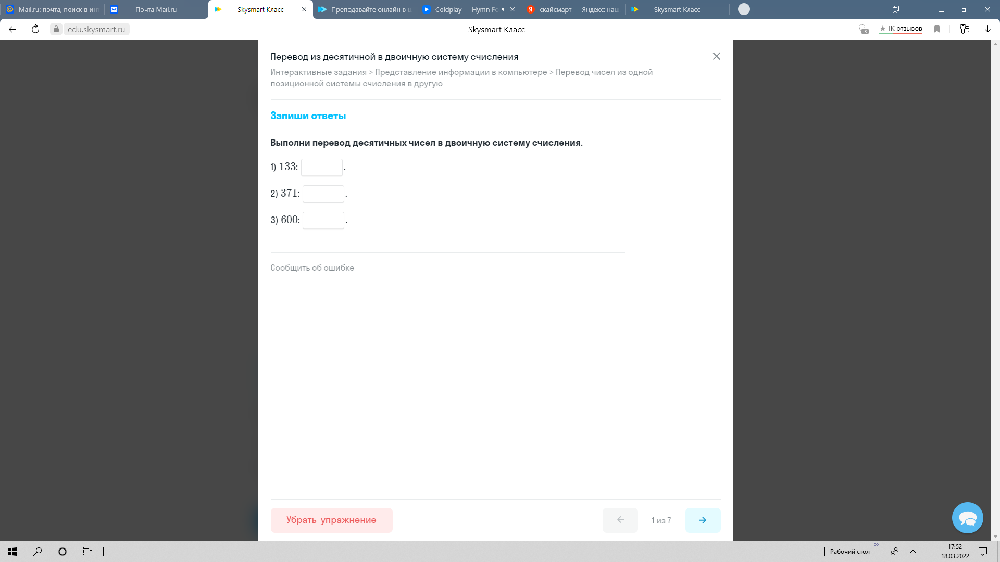 Mail.ru: почта, поиск в инт
Почта Mail.ru
Skysmart Класс
Преподавайте онлайн в ш
Coldplay — Hymn Fo
скайсмарт — Яндекс: наш
Skysmart Класс
edu.skysmart.ru
Skysmart Класс
3
1К отзывов
Перевод из десятичной в двоичную систему счисления
Интерактивные задания > Представление информации в компьютере > Перевод чисел из одной
позиционной системы счисления в другую
Запиши ответы
Выполни перевод десятичных чисел в двоичную систему счисления.
1) 133: .
2) 371: .
3) 600: .
Сообщить об ошибке
Убрать упражнение
1 из 7
Рабочий стол
17:52
18.03.2022